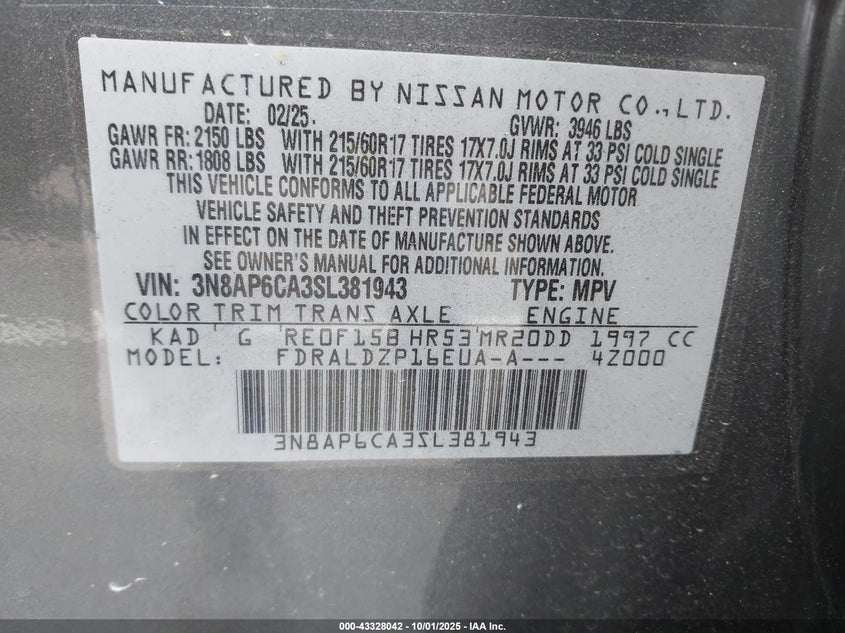 MANUFACTURED BY NISSAN MOTOR CO., LTD.
DATE: 02/25. GVWR: 3946 LBS
GAWR FR: 2150 LBS WITH 215/60R17 TIRES 17X7.0J RIMS AT 33 PSI COLD SINGLE
GAWR RR: 1808 LBS WITH 215/60R17 TIRES 17X7.0J RIMS AT 33 PSI COLD SINGLE
THIS VEHICLE CONFORMS TO ALL APPLICABLE FEDERAL MOTOR
VEHICLE SAFETY AND THEFT PREVENTION STANDARDS
IN EFFECT ON THE DATE OF MANUFACTURE SHOWN ABOVE.
SEE OWNER'S MANUAL FOR ADDITIONAL INFORMATION.
VIN: 3N8AP6CA3SL381943 TYPE: MPV
COLOR TRIM TRANS AXLE ENGINE
KAD G RE0F15B HR53 MR20DD 1997 CC
MODEL: FDRALDZP16EUA-A--- 4Z000
3N8AP6CA3SL381943
000-43328042 - 10/01/2025 - IAA Inc.